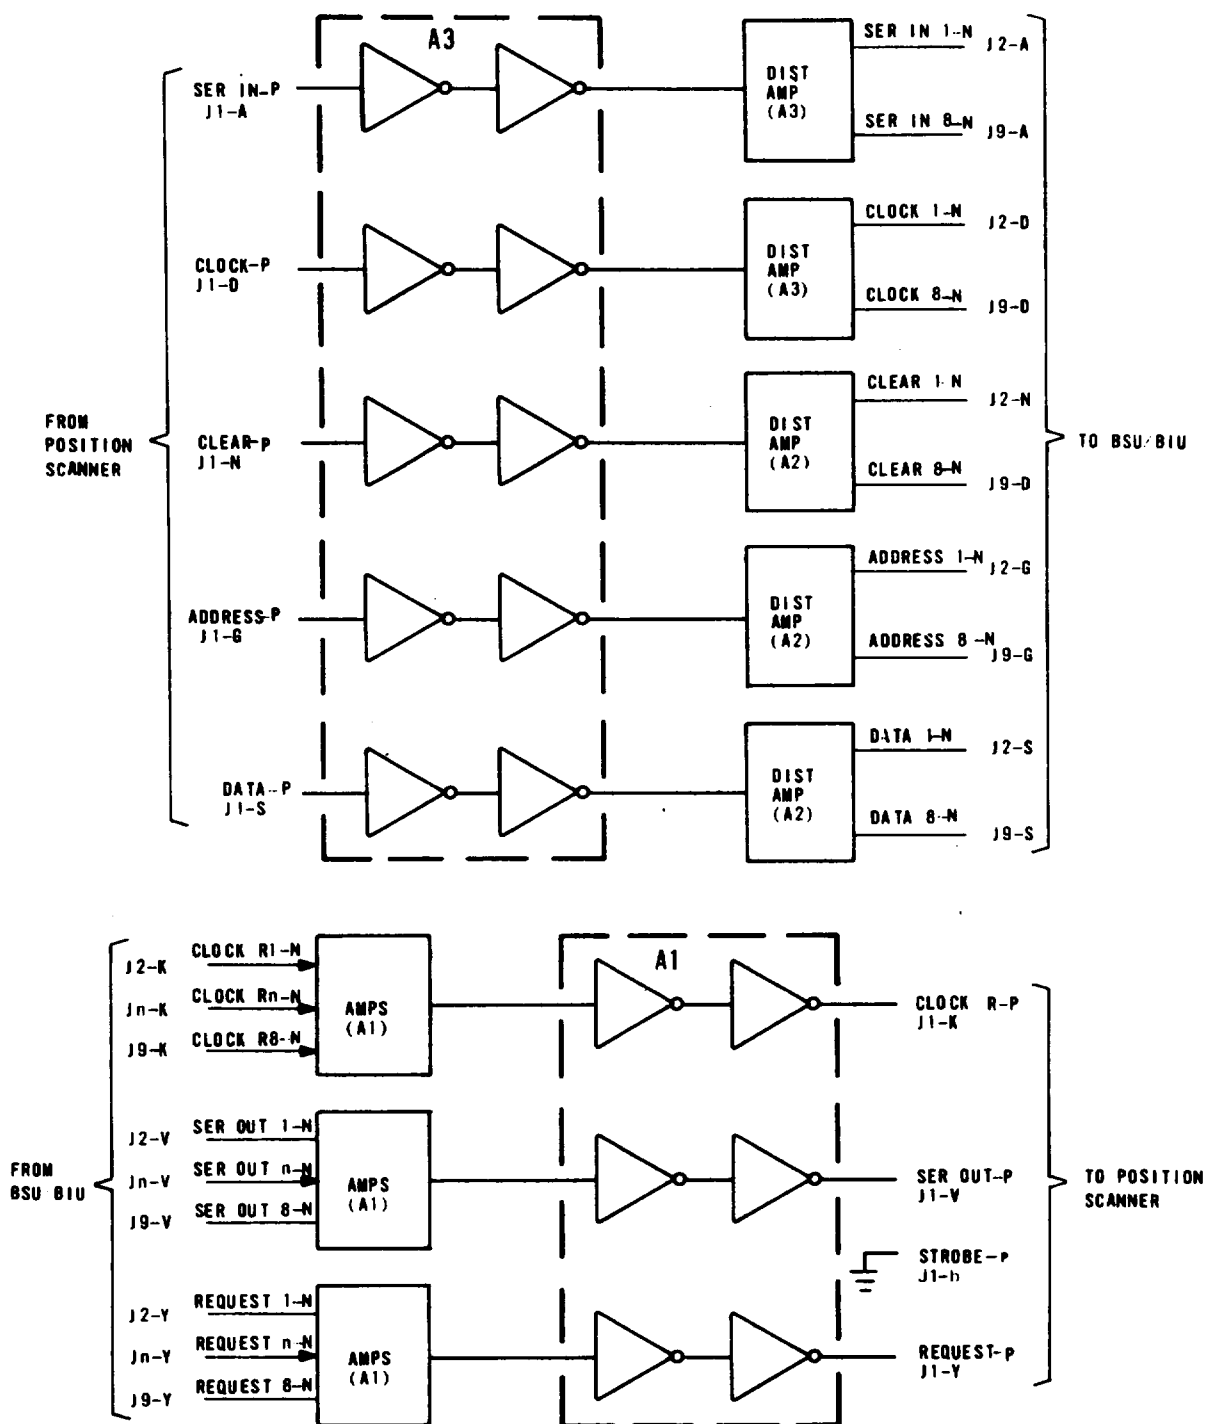 A3
SER IN-P
J1-A
DIST
AMP
(A3)
SER IN 1-N J2-A
SER IN 8-N J9-A
CLOCK-P
J1-D
DIST
AMP
(A3)
CLOCK 1-N J2-D
CLOCK 8-N J9-D
FROM
POSITION
SCANNER
CLEAR-P
J1-N
DIST
AMP
(A2)
CLEAR 1-N J2-N
CLEAR 8-N J9-D
TO BSU/BIU
ADDRESS-P
J1-G
DIST
AMP
(A2)
ADDRESS 1-N J2-G
ADDRESS 8-N J9-G
DATA-P
J1-S
DIST
AMP
(A2)
DATA 1-N J2-S
DATA 8-N J9-S
FROM
BSU BIU
J2-K CLOCK R1-N
Jn-K CLOCK Rn-N
J9-K CLOCK R8-N
AMPS
(A1)
A1
CLOCK R-P
J1-K
J2-V SER OUT 1-N
Jn-V SER OUT n-N
J9-V SER OUT 8-N
AMPS
(A1)
SER OUT-P
J1-V
TO POSITION
SCANNER
STROBE-P
J1-h
J2-Y REQUEST 1-N
Jn-Y REQUEST n-N
J9-Y REQUEST 8-N
AMPS
(A1)
REQUEST-P
J1-Y